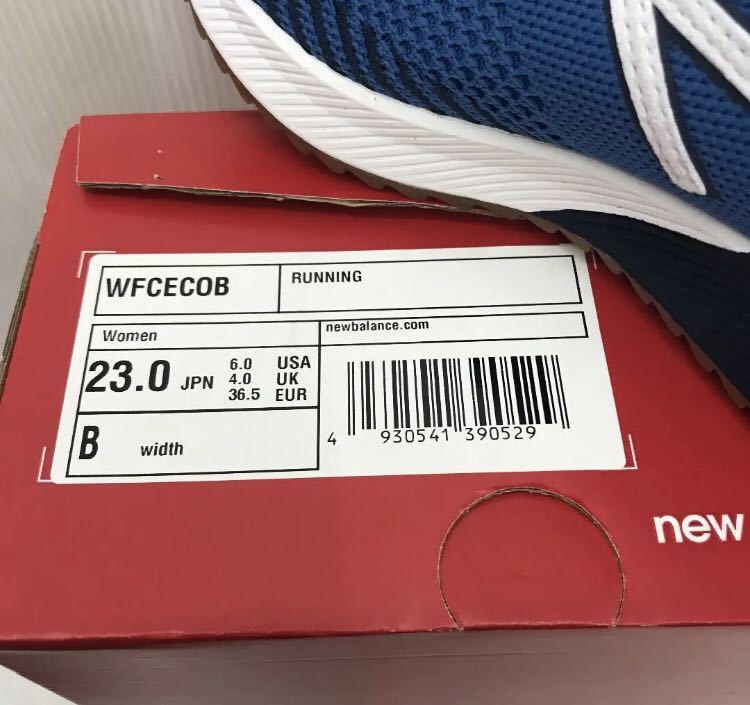 WFCECOB
RUNNING
Women
newbalance.com
23.0 JPN
6.0 USA
4.0 UK
36.5 EUR
B width
4 930541 390529
new